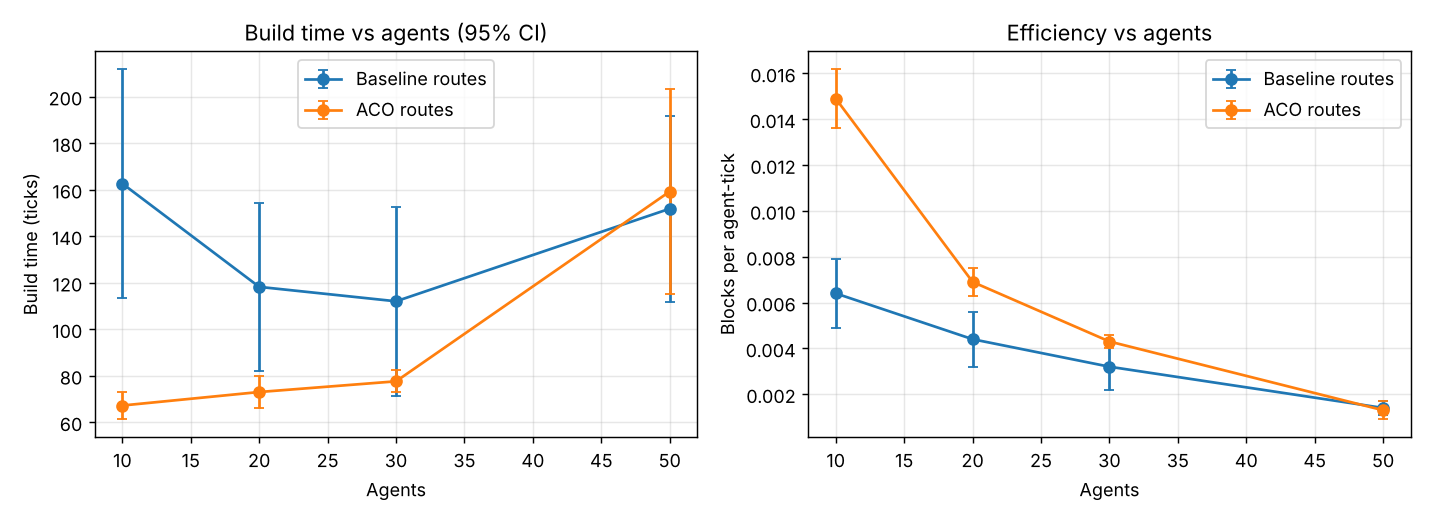 Build time vs agents (95% CI)
Baseline routes
ACO routes
Build time (ticks)
200
180
160
140
120
100
80
60
10 15 20 25 30 35 40 45 50
Agents
Efficiency vs agents
Baseline routes
ACO routes
Blocks per agent-tick
0.016
0.014
0.012
0.010
0.008
0.006
0.004
0.002
10 15 20 25 30 35 40 45 50
Agents